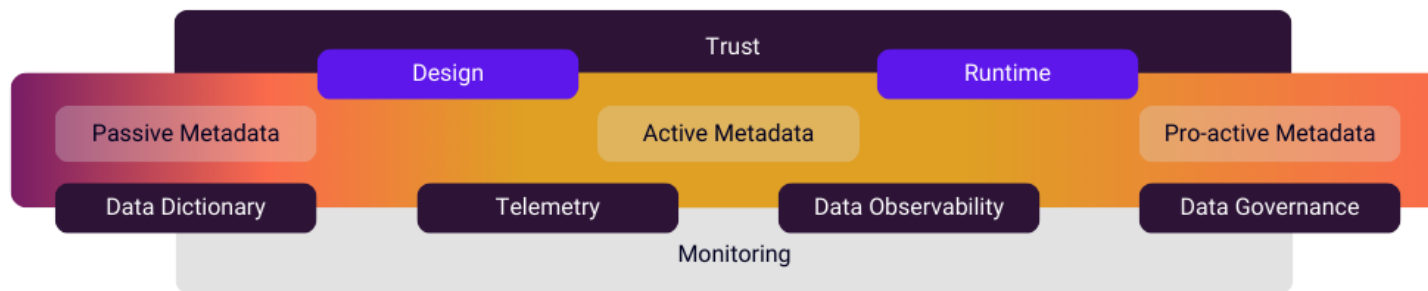 Trust
Design
Runtime
Passive Metadata
Active Metadata
Pro-active Metadata
Data Dictionary
Telemetry
Data Observability
Data Governance
Monitoring